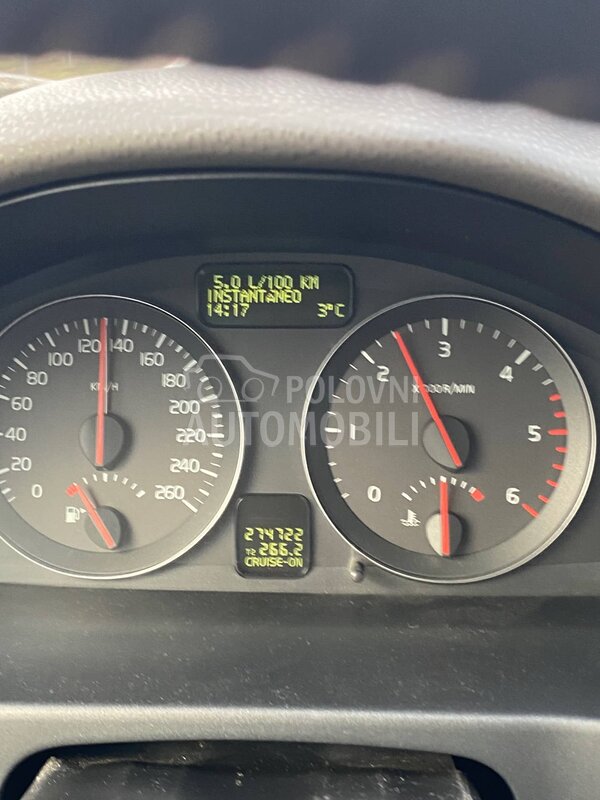 5.0 L/100 KM
INSTANTANEO
14:17 3°C
0 20 40 60 80 100 120 140 160 180 200 220 240 260
KM/H
0 1 2 3 4 5 6
X1000R/MIN
POLOVNI
AUTOMOBILI
274722
T2 266.2
CRUISE-ON